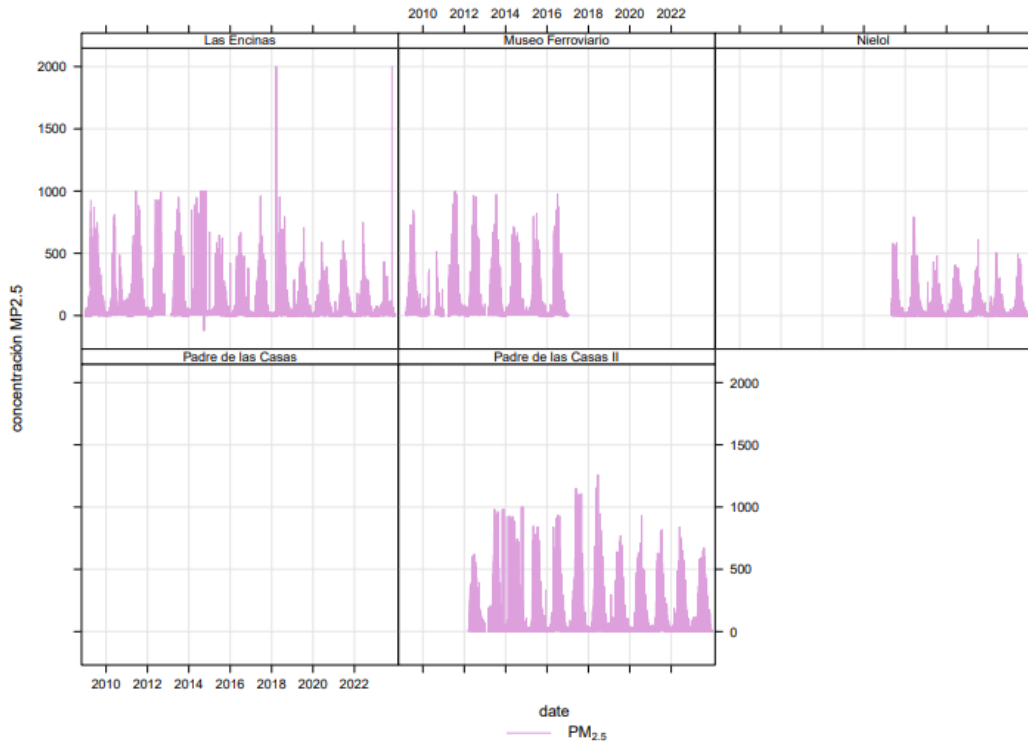 2010 2012 2014 2016 2018 2020 2022
Las Encinas
Museo Ferroviario
Nielol
2000
1500
1000
500
0
Padre de las Casas
Padre de las Casas II
2000
1500
1000
500
0
concentración MP2.5
2010 2012 2014 2016 2018 2020 2022
date
PM2.5